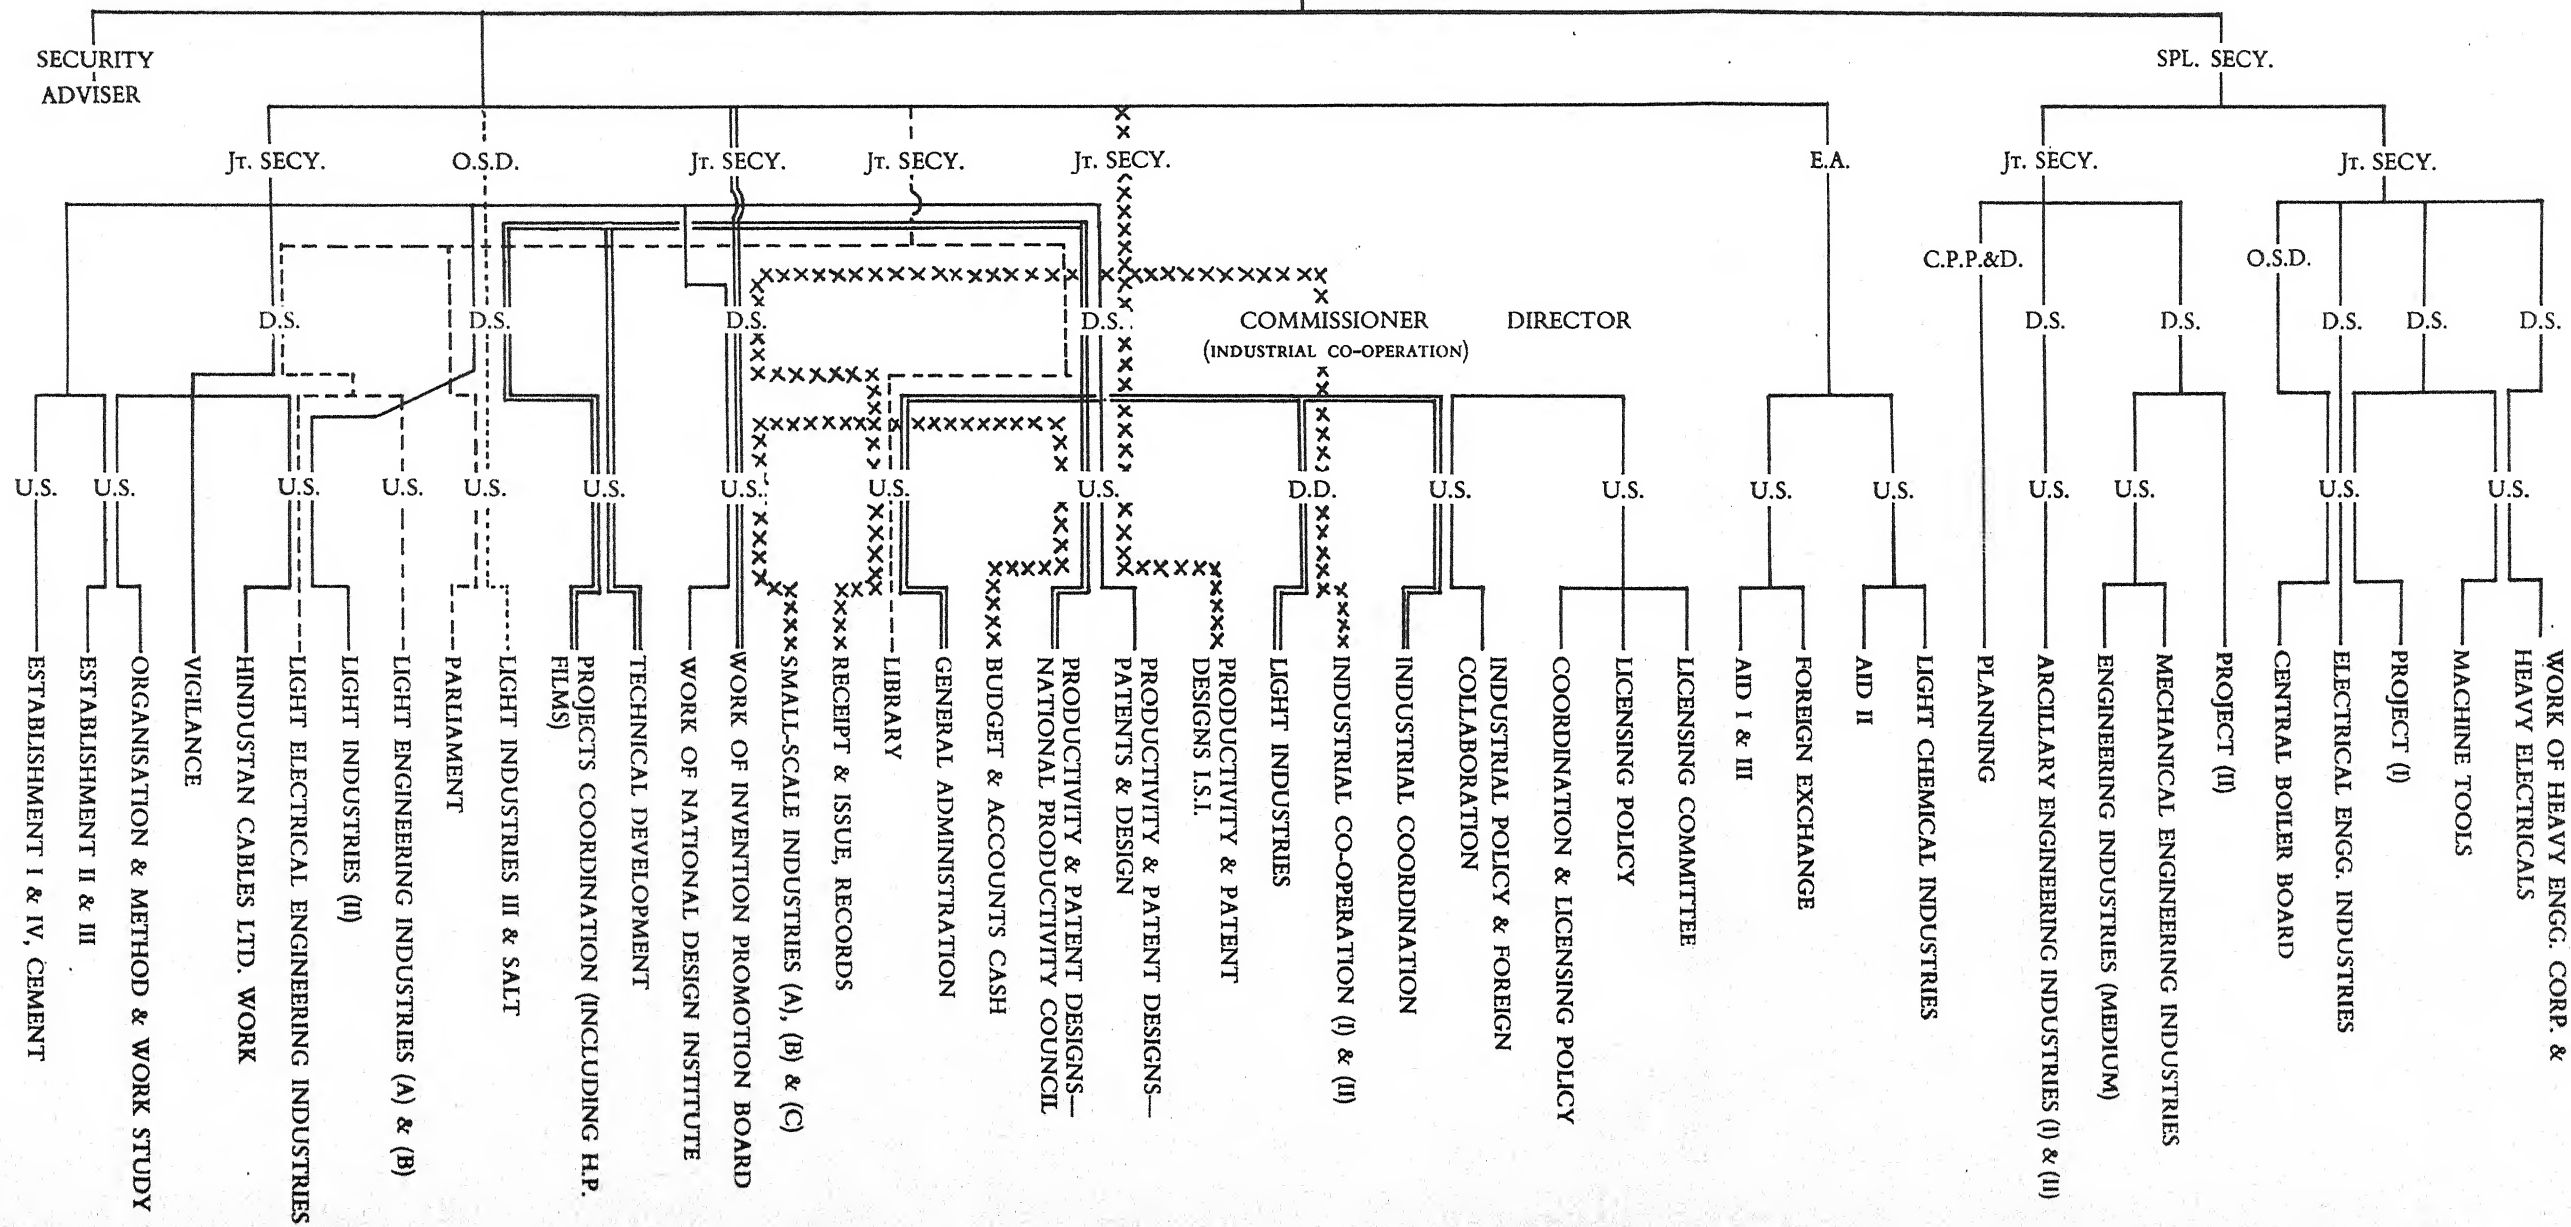 SECURITY
ADVISER
SPL. SECY.
JT. SECY.
O.S.D.
JT. SECY.
JT. SECY.
JT. SECY.
E.A.
JT. SECY.
JT. SECY.
C.P.P.&D.
O.S.D.
D.S.
D.S.
D.S.
D.S.
COMMISSIONER
(INDUSTRIAL CO-OPERATION)
DIRECTOR
D.S.
D.S.
D.S.
D.S.
D.S.
U.S.
U.S.
U.S.
U.S.
U.S.
U.S.
U.S.
U.S.
U.S.
D.D.
U.S.
U.S.
U.S.
U.S.
U.S.
U.S.
U.S.
U.S.
ESTABLISHMENT I & IV, CEMENT
ESTABLISHMENT II & III
ORGANISATION & METHOD & WORK STUDY
VIGILANCE
HINDUSTAN CABLES LTD. WORK
LIGHT ELECTRICAL ENGINEERING INDUSTRIES
LIGHT INDUSTRIES (II)
LIGHT ENGINEERING INDUSTRIES (A) & (B)
PARLIAMENT
LIGHT INDUSTRIES III & SALT
PROJECTS COORDINATION (INCLUDING H.P.
FILMS)
TECHNICAL DEVELOPMENT
WORK OF NATIONAL DESIGN INSTITUTE
WORK OF INVENTION PROMOTION BOARD
SMALL-SCALE INDUSTRIES (A), (B) & (C)
RECEIPT & ISSUE, RECORDS
LIBRARY
GENERAL ADMINISTRATION
BUDGET & ACCOUNTS CASH
PRODUCTIVITY & PATENT DESIGNS—
NATIONAL PRODUCTIVITY COUNCIL
PRODUCTIVITY & PATENT DESIGNS—
PATENTS & DESIGN
PRODUCTIVITY & PATENT
DESIGNS I.S.I.
LIGHT INDUSTRIES
INDUSTRIAL CO-OPERATION (I) & (II)
INDUSTRIAL COORDINATION
INDUSTRIAL POLICY & FOREIGN
COLLABORATION
COORDINATION & LICENSING POLICY
LICENSING POLICY
LICENSING COMMITTEE
AID I & III
FOREIGN EXCHANGE
AID II
LIGHT CHEMICAL INDUSTRIES
PLANNING
ARCILLARY ENGINEERING INDUSTRIES (I) & (II)
ENGINEERING INDUSTRIES (MEDIUM)
MECHANICAL ENGINEERING INDUSTRIES
PROJECT (II)
CENTRAL BOILER BOARD
ELECTRICAL ENGG. INDUSTRIES
PROJECT (I)
MACHINE TOOLS
WORK OF HEAVY ENGG. CORP. &
HEAVY ELECTRICALS